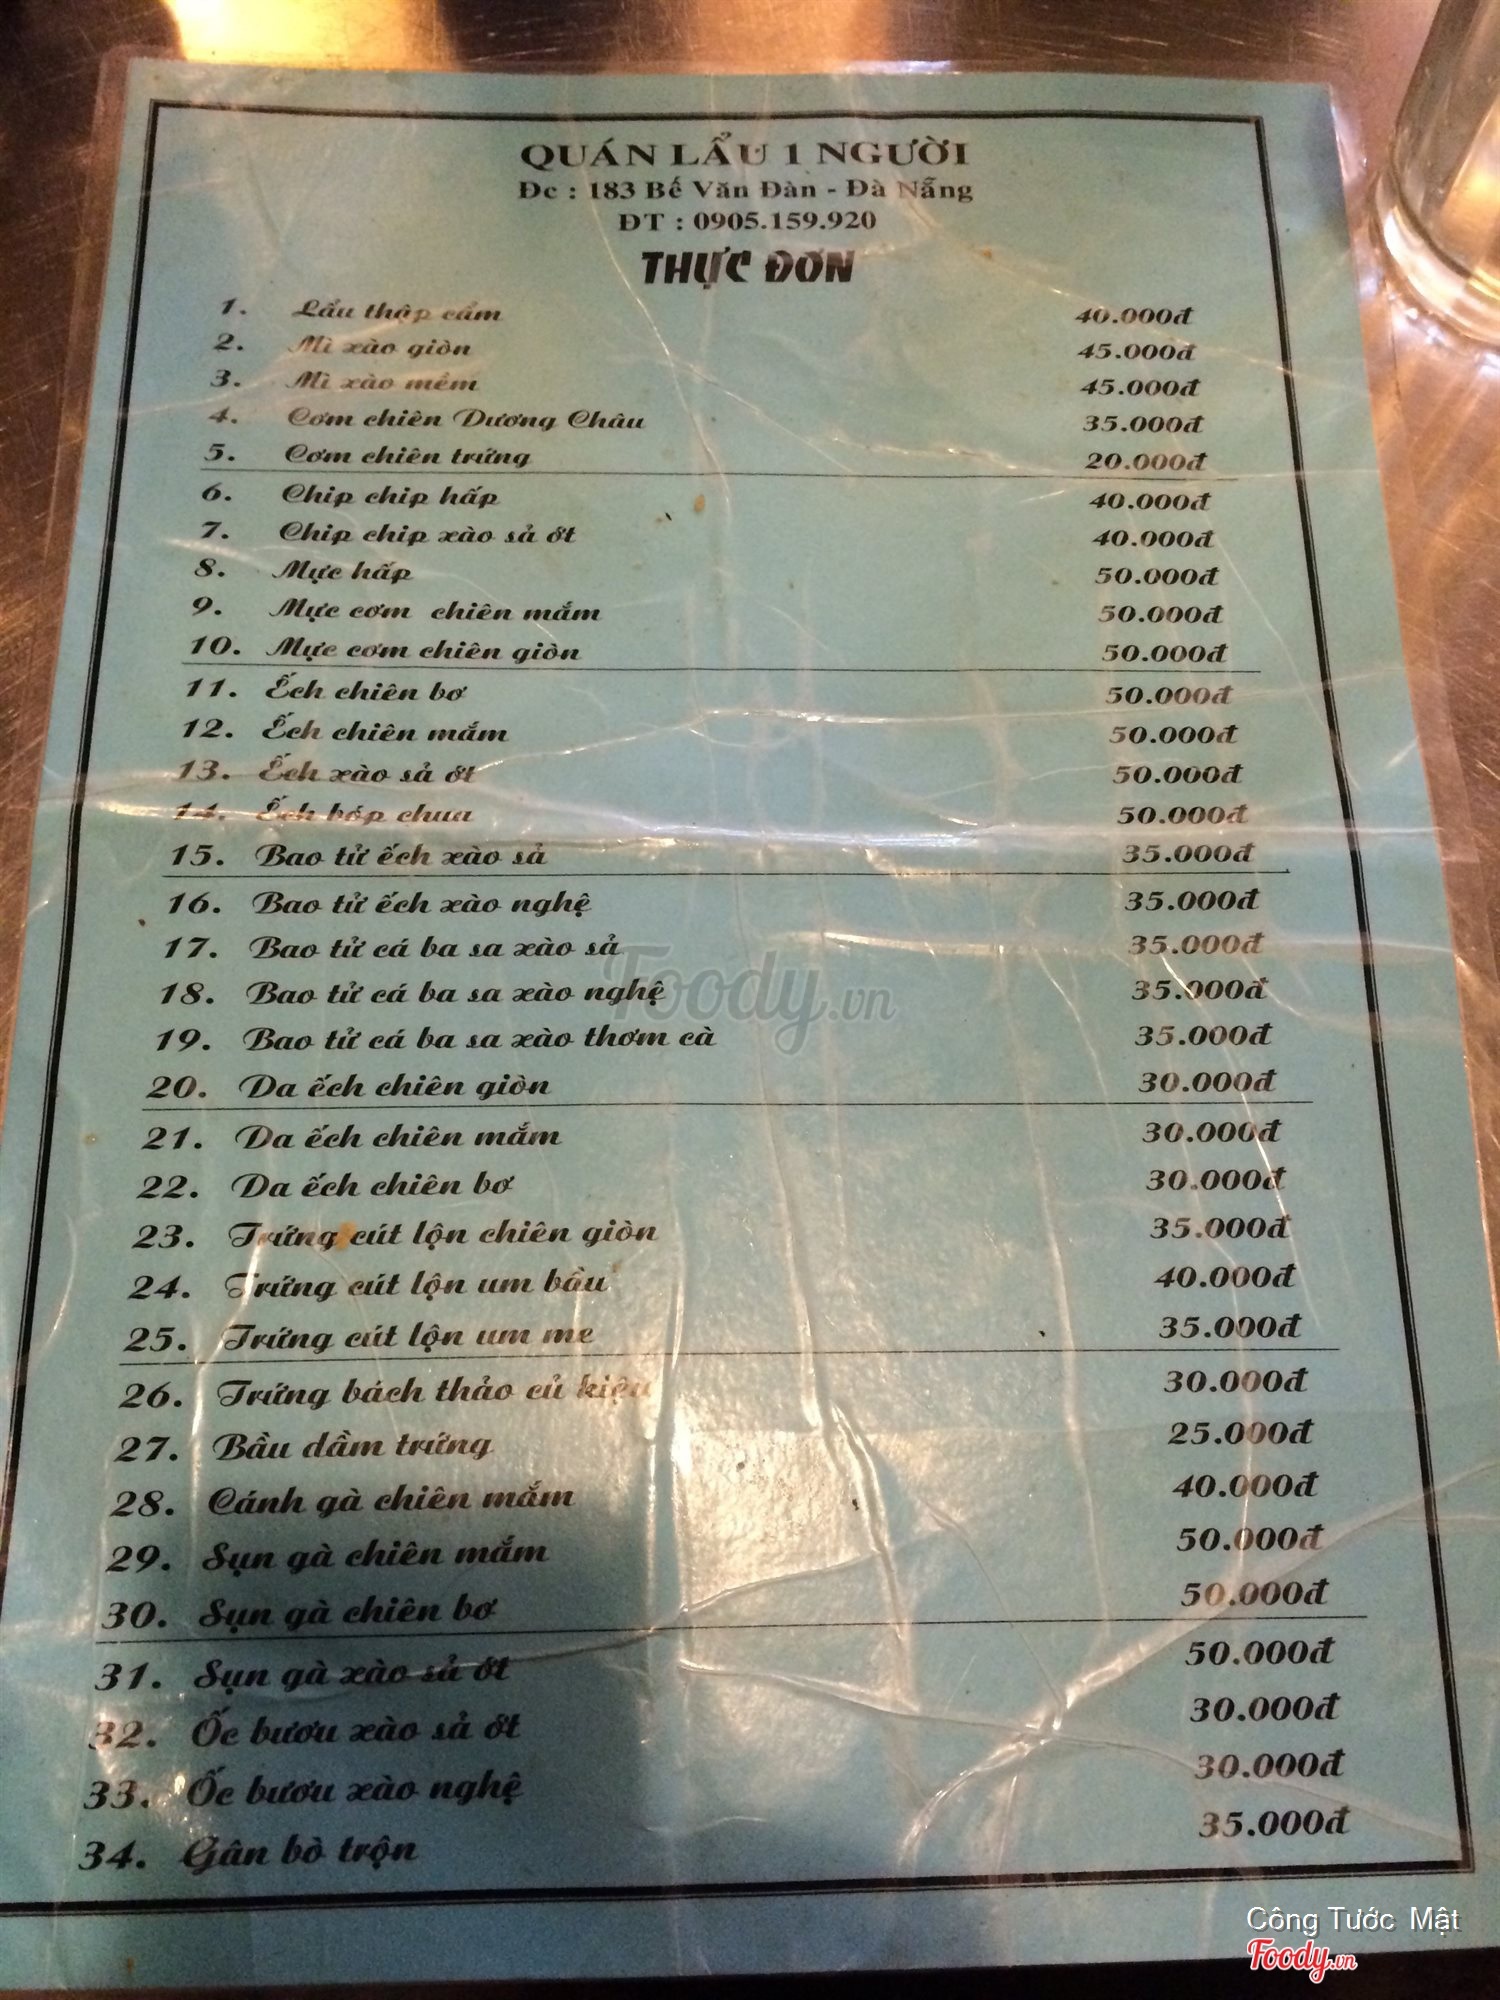 QUÁN LẨU 1 NGƯỜI
Đc : 183 Bế Văn Đàn - Đà Nẵng
ĐT : 0905.159.920
THỰC ĐƠN
1. Lẩu thập cẩm 40.000đ
2. Mì xào giòn 45.000đ
3. Mì xào mềm 45.000đ
4. Cơm chiên Dương Châu 35.000đ
5. Cơm chiên trứng 20.000đ
6. Chip chip hấp 40.000đ
7. Chip chip xào sả ớt 40.000đ
8. Mực hấp 50.000đ
9. Mực cơm chiên mắm 50.000đ
10. Mực cơm chiên giòn 50.000đ
11. Ếch chiên bơ 50.000đ
12. Ếch chiên mắm 50.000đ
13. Ếch xào sả ớt 50.000đ
14. Ếch bóp chua 50.000đ
15. Bao tử ếch xào sả 35.000đ
16. Bao tử ếch xào nghệ 35.000đ
17. Bao tử cá ba sa xào sả 35.000đ
18. Bao tử cá ba sa xào nghệ 35.000đ
19. Bao tử cá ba sa xào thơm cà 35.000đ
20. Da ếch chiên giòn 30.000đ
21. Da ếch chiên mắm 30.000đ
22. Da ếch chiên bơ 30.000đ
23. Trứng cút lộn chiên giòn 35.000đ
24. Trứng cút lộn um bầu 40.000đ
25. Trứng cút lộn um me 35.000đ
26. Trứng bách thảo củ kiệu 30.000đ
27. Bầu dầm trứng 25.000đ
28. Cánh gà chiên mắm 40.000đ
29. Sụn gà chiên mắm 50.000đ
30. Sụn gà chiên bơ 50.000đ
31. Sụn gà xào sả ớt 50.000đ
32. Ốc bươu xào sả ớt 30.000đ
33. Ốc bươu xào nghệ 30.000đ
34. Gân bò trộn 35.000đ
Foody.vn
Công Tước Mật
Foody.vn